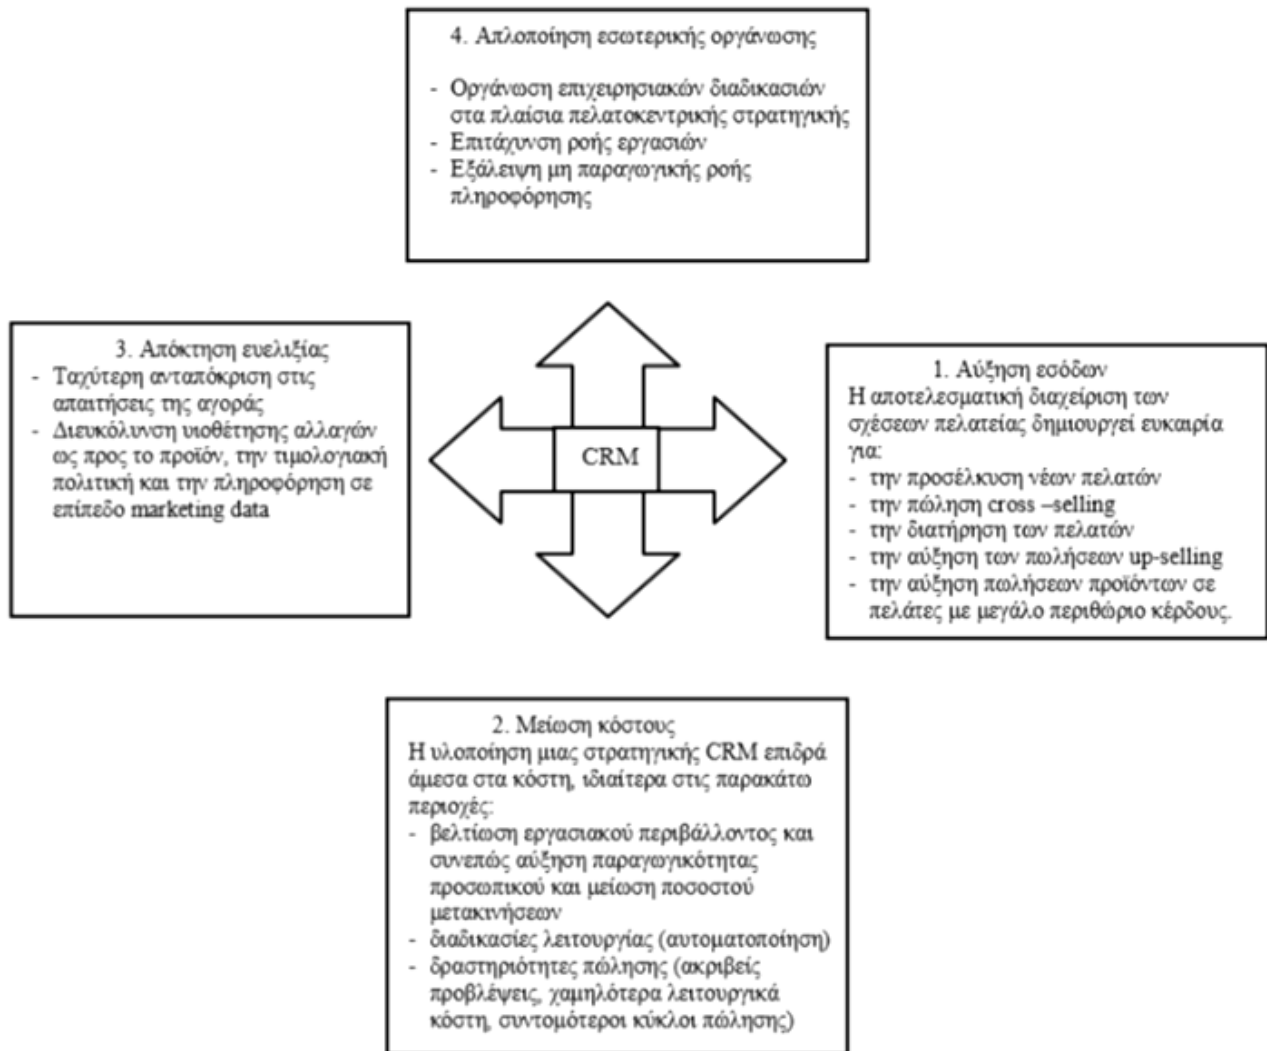 4. Απλοποίηση εσωτερικής οργάνωσης
- Οργάνωση επιχειρησιακών διαδικασιών
στα πλαίσια πελατοκεντρικής στρατηγικής
- Επιτάχυνση ροής εργασιών
- Εξάλειψη μη παραγωγικής ροής
πληροφόρησης
3. Απόκτηση ευελιξίας
- Ταχύτερη ανταπόκριση στις
απαιτήσεις της αγοράς
- Διευκόλυνση υιοθέτησης αλλαγών
ως προς το προϊόν, την τιμολογιακή
πολιτική και την πληροφόρηση σε
επίπεδο marketing data
CRM
1. Αύξηση εσόδων
Η αποτελεσματική διαχείριση των
σχέσεων πελατείας δημιουργεί ευκαιρία
για:
- την προσέλκυση νέων πελατών
- την πώληση cross –selling
- την διατήρηση των πελατών
- την αύξηση των πωλήσεων up-selling
- την αύξηση πωλήσεων προϊόντων σε
πελάτες με μεγάλο περιθώριο κέρδους.
2. Μείωση κόστους
Η υλοποίηση μιας στρατηγικής CRM επιδρά
άμεσα στα κόστη, ιδιαίτερα στις παρακάτω
περιοχές:
- βελτίωση εργασιακού περιβάλλοντος και
συνεπώς αύξηση παραγωγικότητας
προσωπικού και μείωση ποσοστού
μετακινήσεων
- διαδικασίες λειτουργίας (αυτοματοποίηση)
- δραστηριότητες πώλησης (ακριβείς
προβλέψεις, χαμηλότερα λειτουργικά
κόστη, συντομότεροι κύκλοι πώλησης)